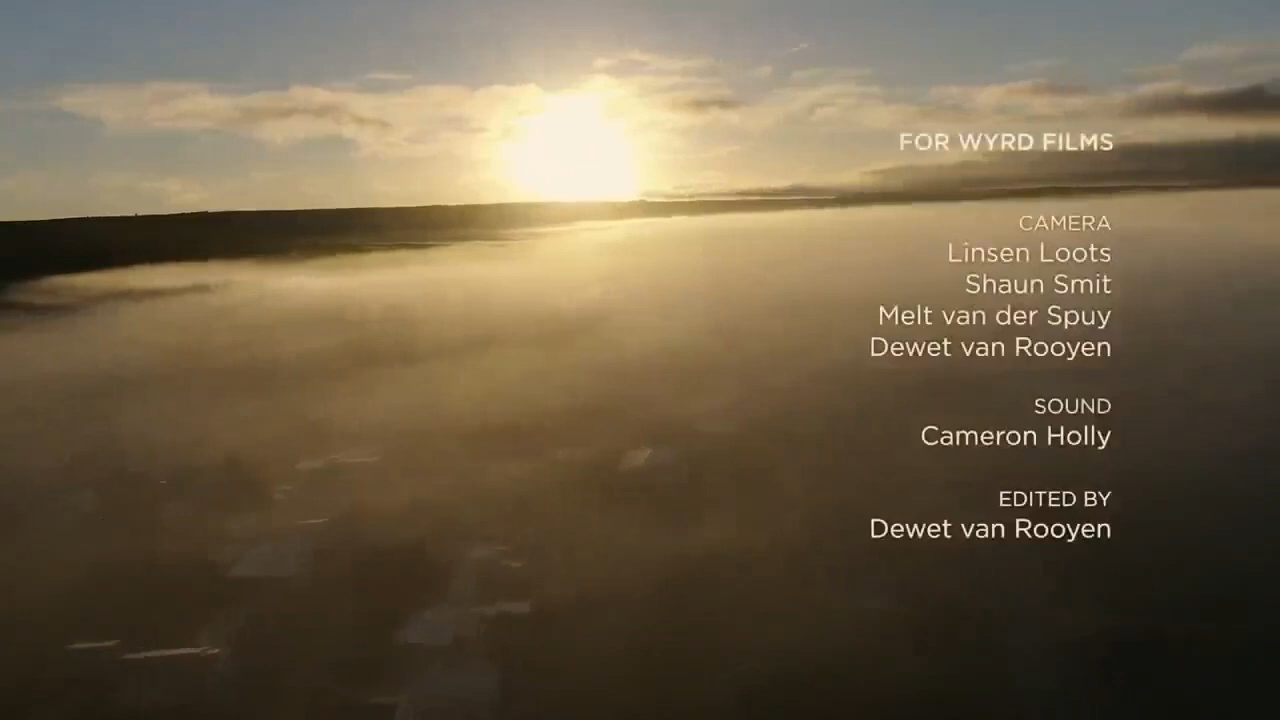 FOR WYRD FILMS
CAMERA
Linsen Loots
Shaun Smit
Melt van der Spuy
Dewet van Rooyen
SOUND
Cameron Holly
EDITED BY
Dewet van Rooyen